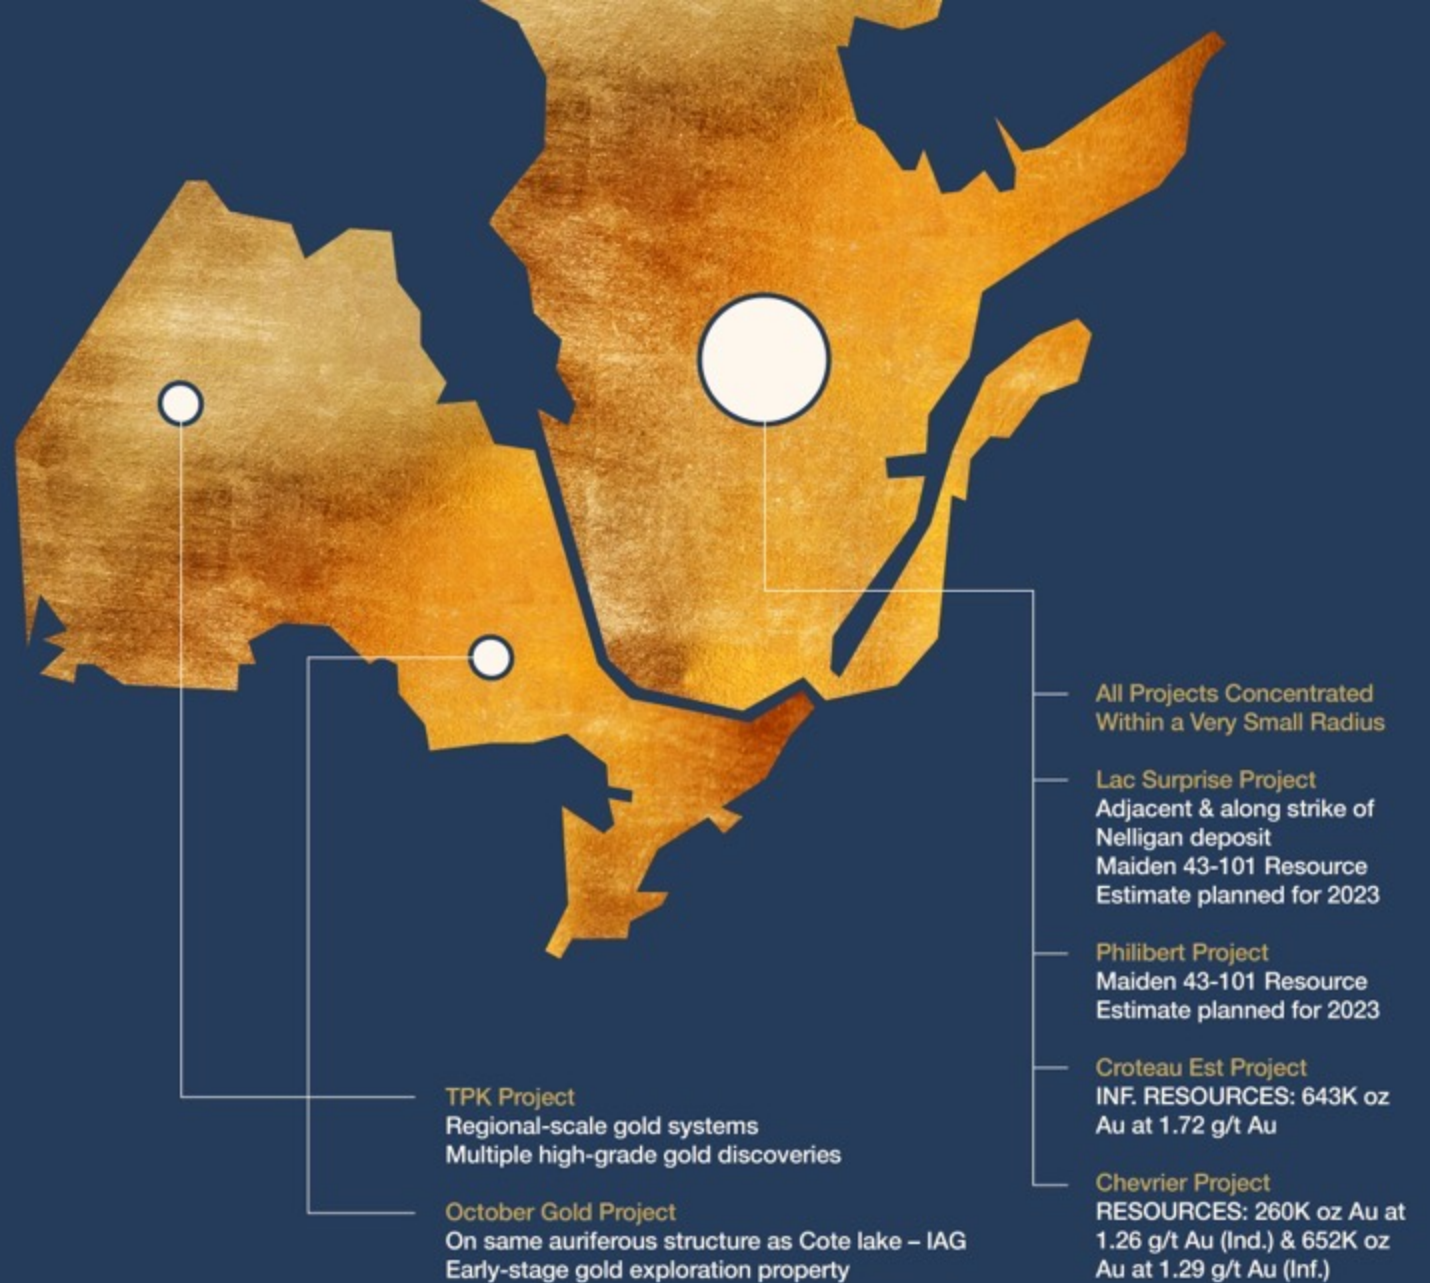 All Projects Concentrated
Within a Very Small Radius
Lac Surprise Project
Adjacent & along strike of
Nelligan deposit
Maiden 43-101 Resource
Estimate planned for 2023
Philibert Project
Maiden 43-101 Resource
Estimate planned for 2023
Croteau Est Project
INF. RESOURCES: 643K oz
Au at 1.72 g/t Au
Chevrier Project
RESOURCES: 260K oz Au at
1.26 g/t Au (Ind.) & 652K oz
Au at 1.29 g/t Au (Inf.)
TPK Project
Regional-scale gold systems
Multiple high-grade gold discoveries
October Gold Project
On same auriferous structure as Cote lake – IAG
Early-stage gold exploration property